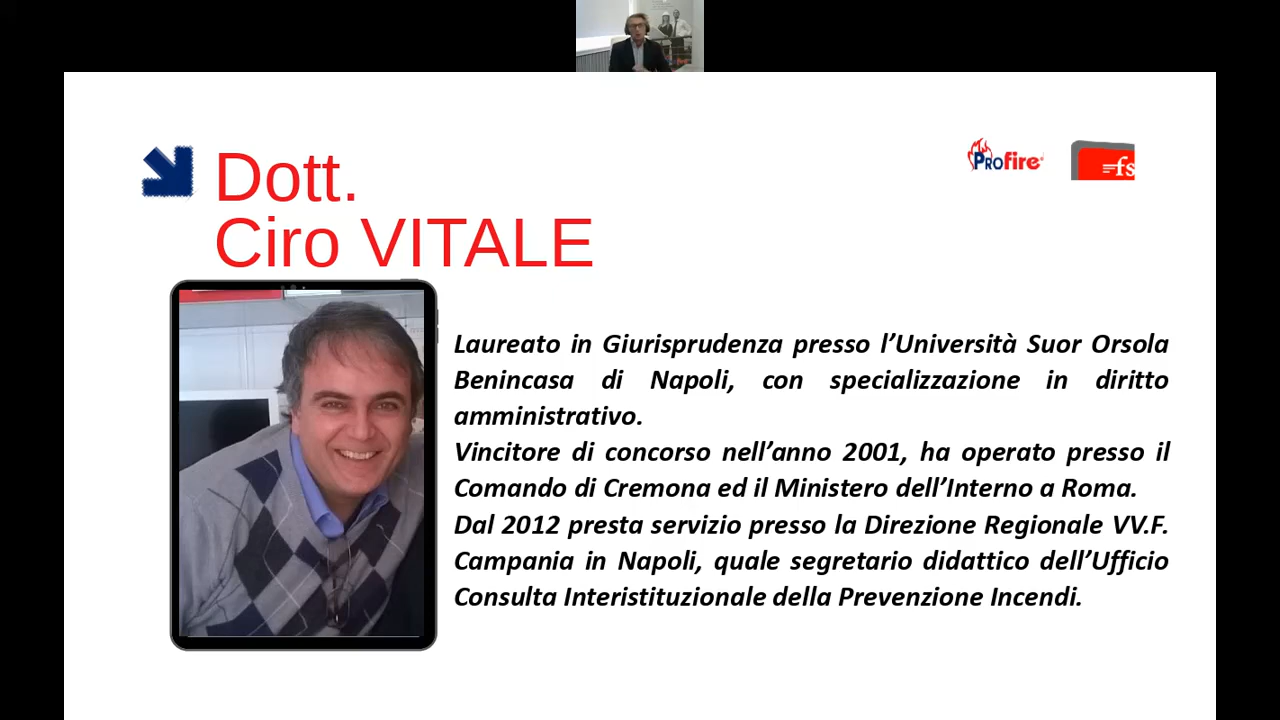 PROfire
fs
Dott.
Ciro VITALE
Laureato in Giurisprudenza presso l’Università Suor Orsola
Benincasa di Napoli, con specializzazione in diritto
amministrativo.
Vincitore di concorso nell’anno 2001, ha operato presso il
Comando di Cremona ed il Ministero dell’Interno a Roma.
Dal 2012 presta servizio presso la Direzione Regionale VV.F.
Campania in Napoli, quale segretario didattico dell’Ufficio
Consulta Interistituzionale della Prevenzione Incendi.